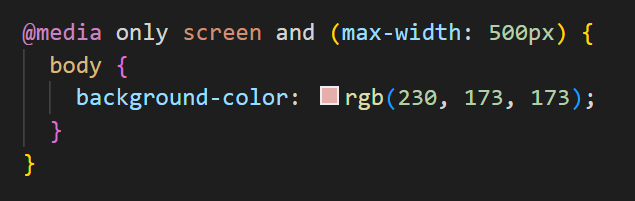 @media only screen and (max-width: 500px) {
body {
background-color: rgb(230, 173, 173);
}
}